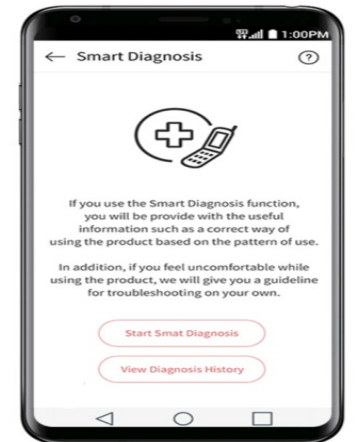 1:00PM
← Smart Diagnosis ?
If you use the Smart Diagnosis function,
you will be provide with the useful
information such as a correct way of
using the product based on the pattern of use.
In addition, if you feel uncomfortable while
using the product, we will give you a guideline
for troubleshooting on your own.
Start Smat Diagnosis
View Diagnosis History